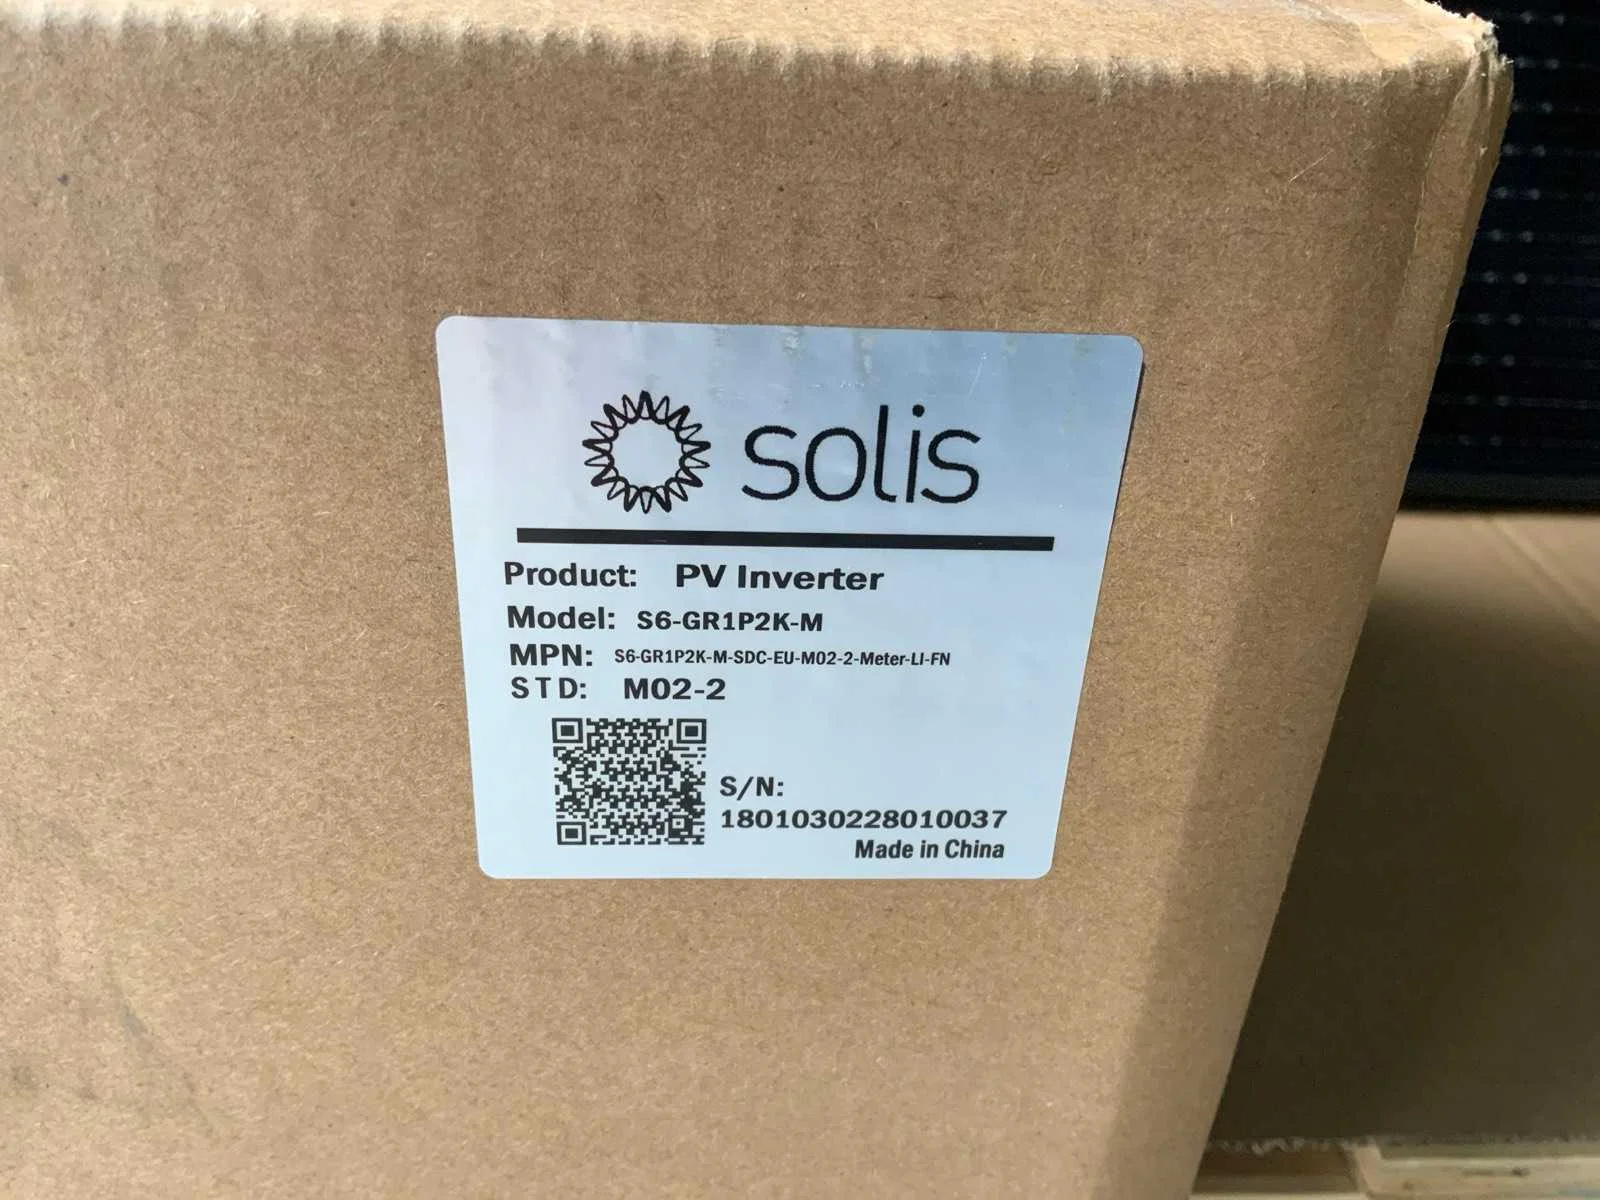 solis
Product: PV Inverter
Model: S6-GR1P2K-M
MPN: S6-GR1P2K-M-SDC-EU-M02-2-Meter-LI-FN
STD: M02-2
S/N:
1801030228010037
Made in China